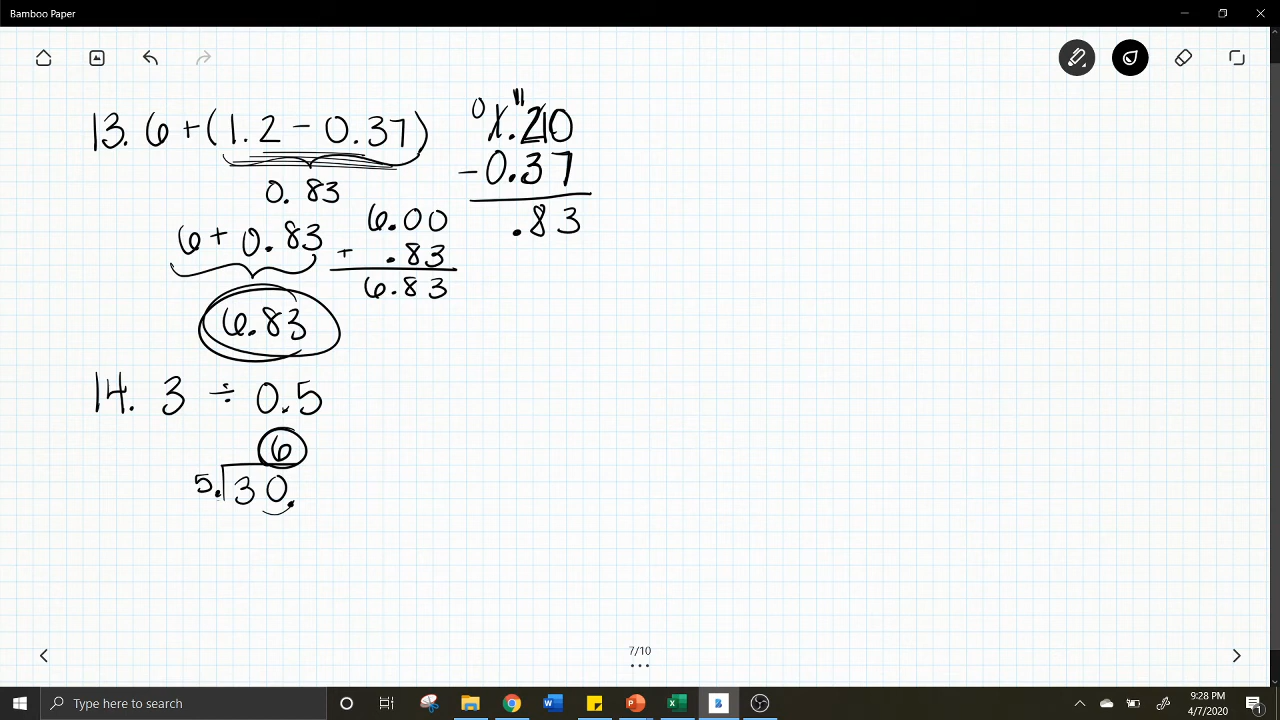 Bamboo Paper
13. 6 + (1.2 - 0.37)
0.83
6 + 0.83
6.83
0 11
1.210
- 0.37
.83
6.00
+ .83
6.83
14. 3 ÷ 0.5
6
5. 30.
7/10
Type here to search
9:28 PM
4/7/2020